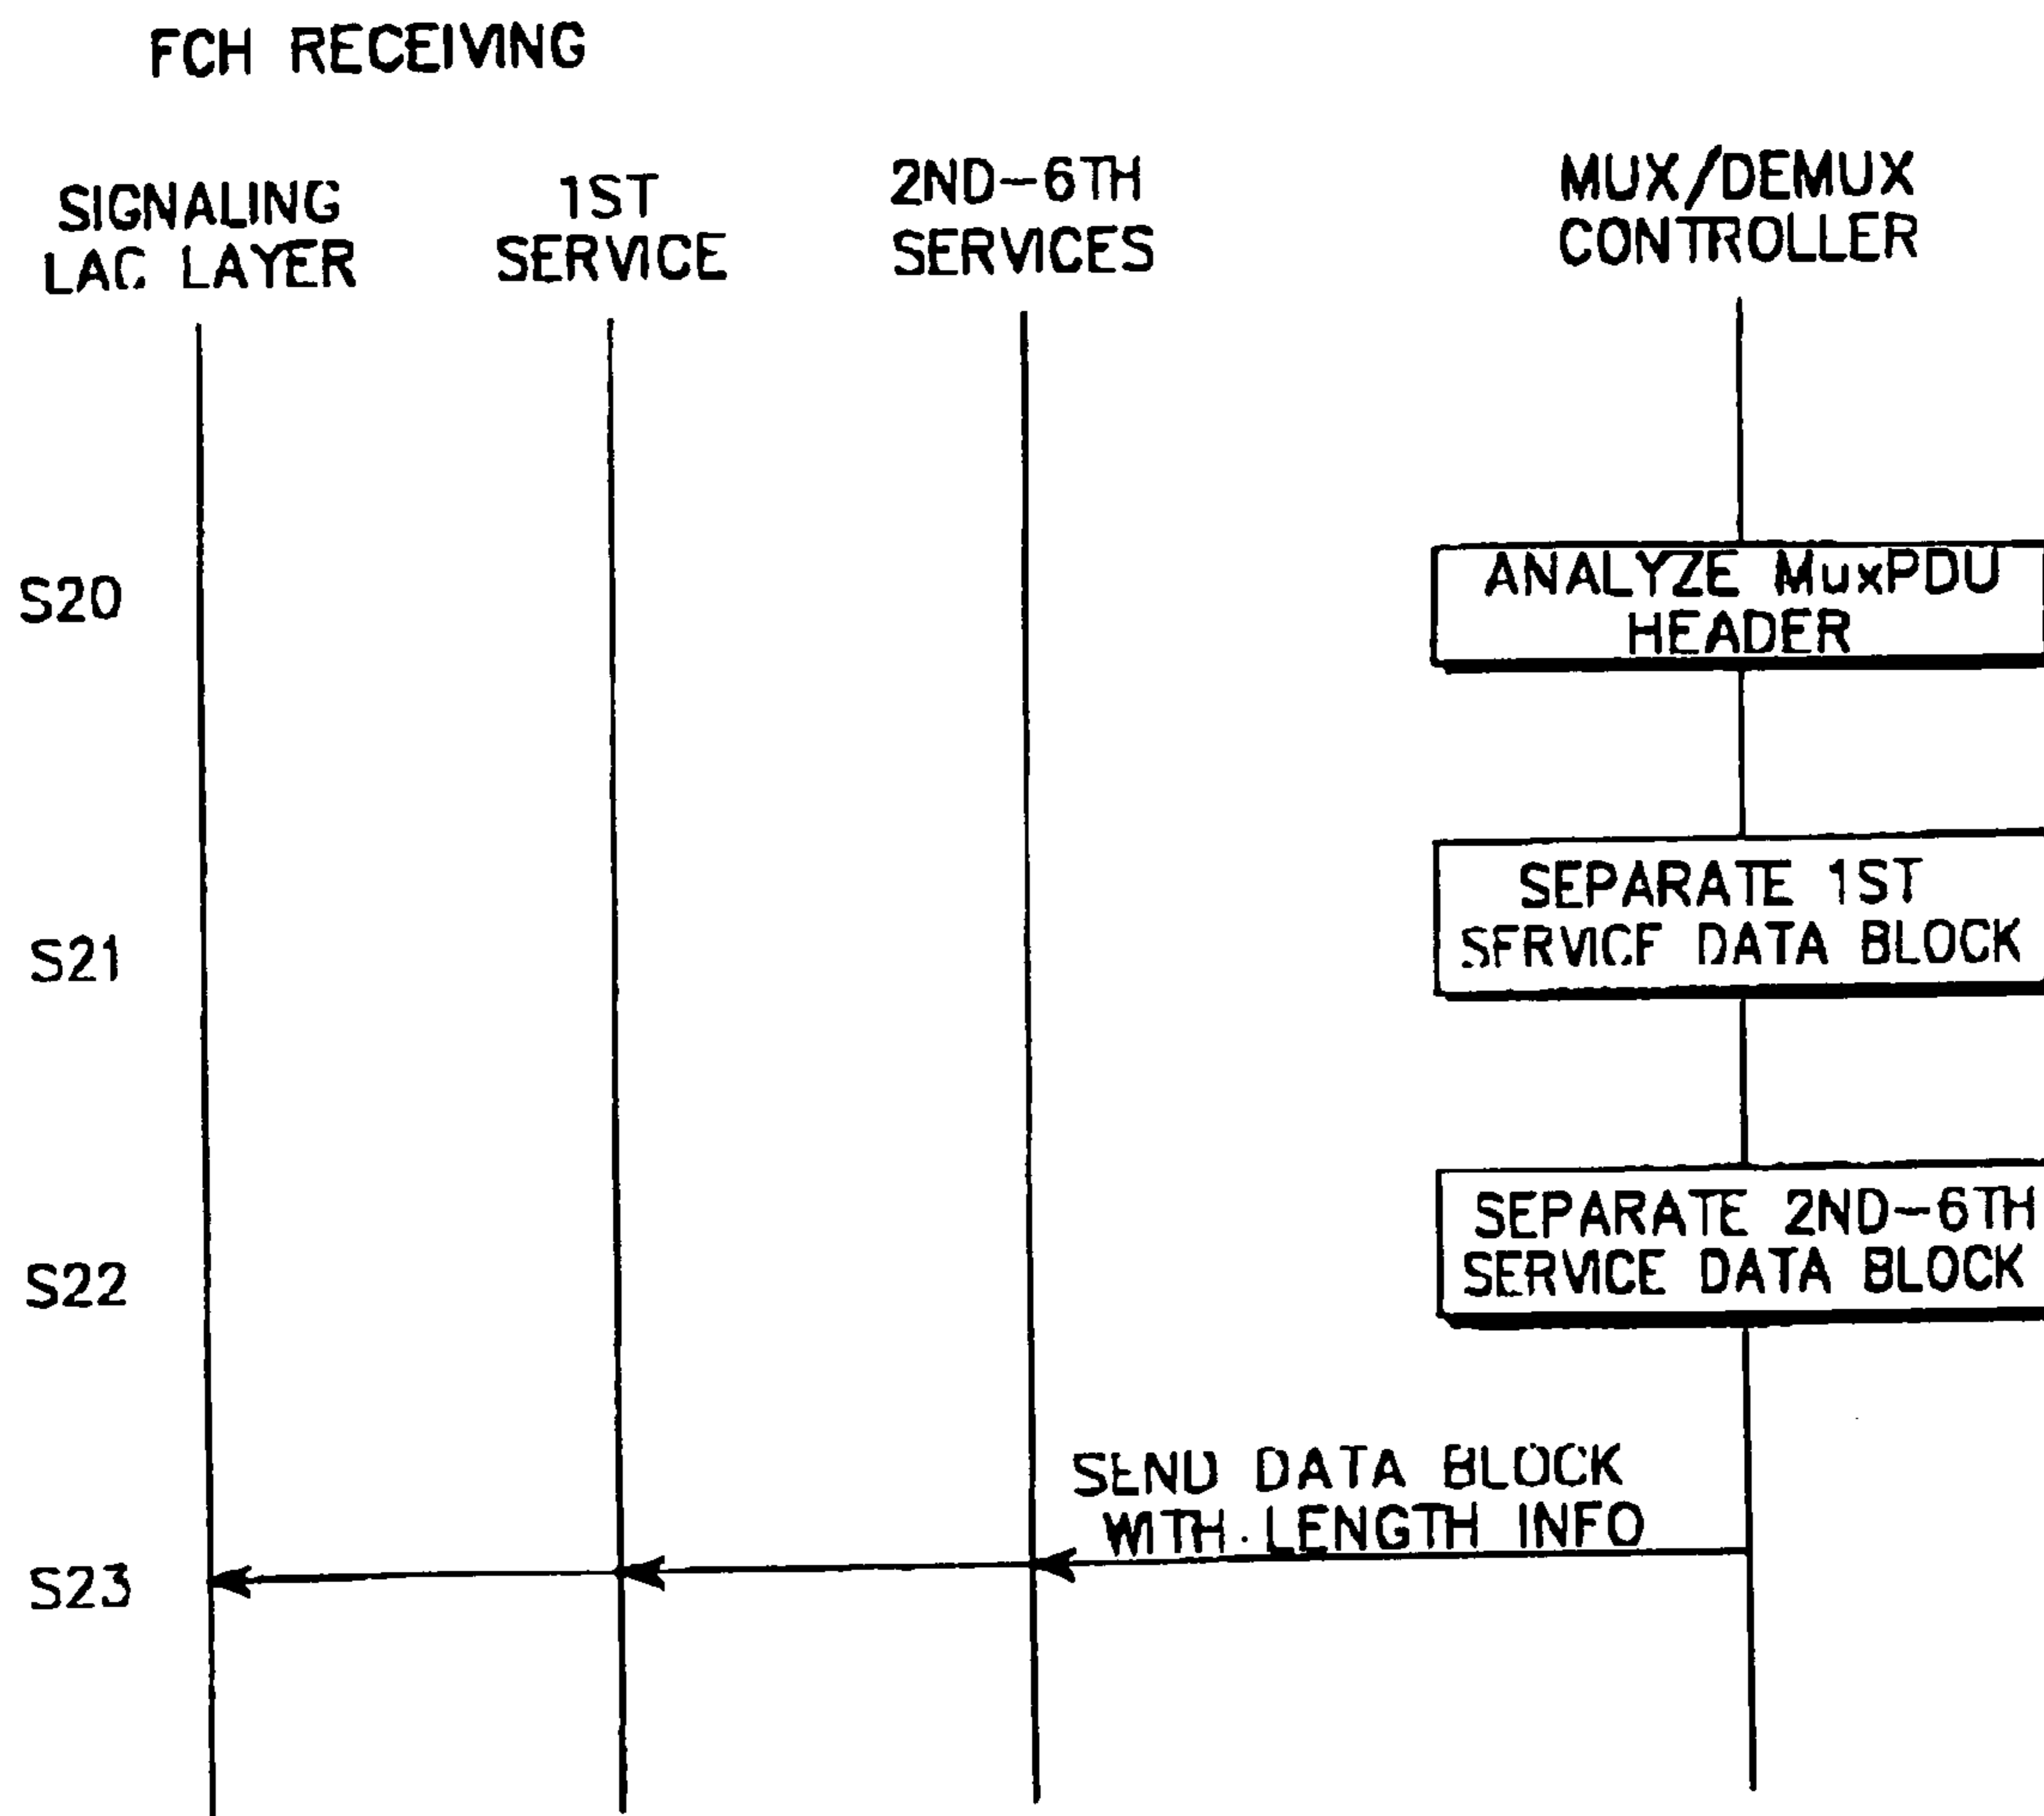 FCH RECEIVING
SIGNALING
LAC LAYER
1ST
SERVICE
2ND-6TH
SERVICES
MUX/DEMUX
CONTROLLER
S20
ANALYZE MuxPDU
HEADER
S21
SEPARATE 1ST
SERVICE DATA BLOCK
S22
SEPARATE 2ND-6TH
SERVICE DATA BLOCK
SEND DATA BLOCK
WITH LENGTH INFO
S23